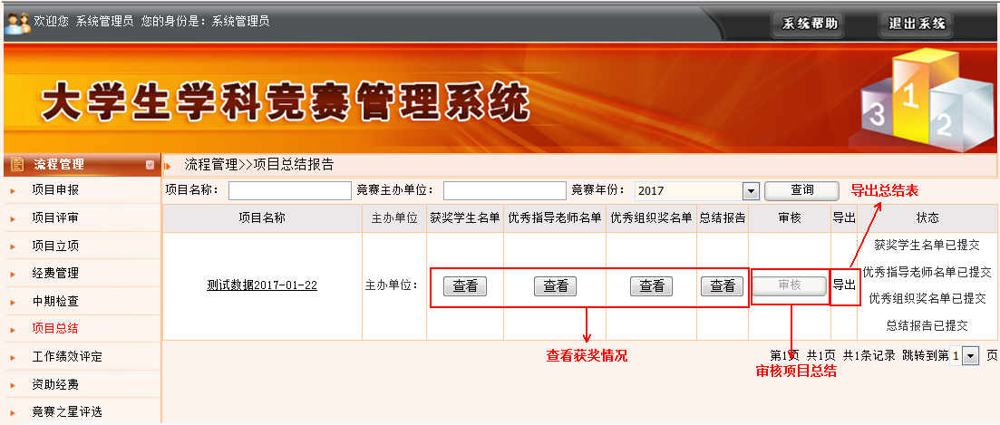 欢迎您 系统管理员 您的身份是：系统管理员
系统帮助
退出系统
大学生学科竞赛管理系统
3 1 2
流程管理
流程管理>>项目总结报告
项目申报
项目评审
项目立项
经费管理
中期检查
项目总结
工作绩效评定
资助经费
竞赛之星评选
项目名称：
竞赛主办单位：
竞赛年份： 2017
查询
导出总结表
项目名称 主办单位 获奖学生名单 优秀指导老师名单 优秀组织奖名单 总结报告 审核 导出 状态
测试数据2017-01-22 主办单位： 查看 查看 查看 查看 审核 导出
获奖学生名单已提交
优秀指导老师名单已提交
优秀组织奖名单已提交
总结报告已提交
查看获奖情况
第1页 共1页 共1条记录 跳转到第 1 页
审核项目总结